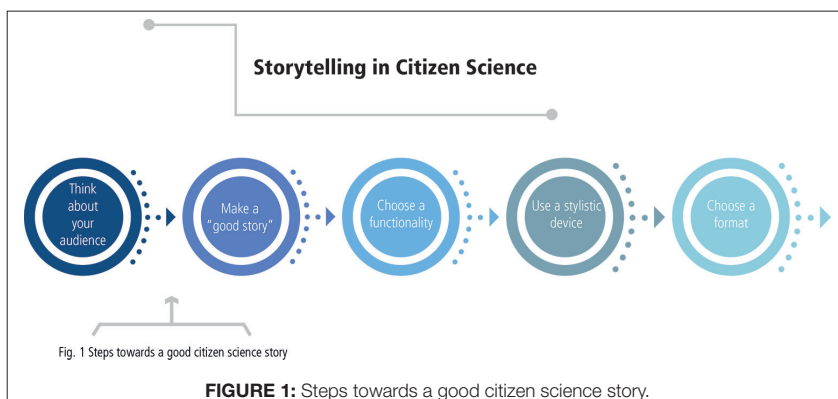 Storytelling in Citizen Science
Think
about
your
audience
Make a
"good story"
Choose a
functionality
Use a stylistic
device
Choose a
format
Fig. 1 Steps towards a good citizen science story
FIGURE 1: Steps towards a good citizen science story.